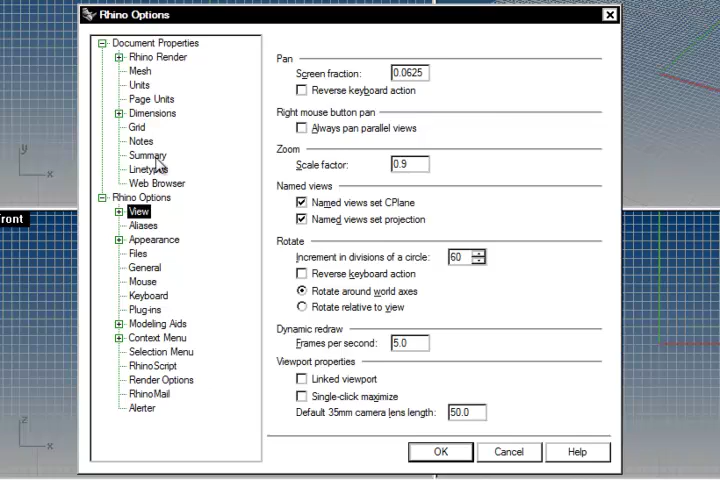 Rhino Options
Document Properties
Rhino Render
Mesh
Units
Page Units
Dimensions
Grid
Notes
Summary
Linetypes
Web Browser
Rhino Options
View
Aliases
Appearance
Files
General
Mouse
Keyboard
Plug-ins
Modeling Aids
Context Menu
Selection Menu
RhinoScript
Render Options
RhinoMail
Alerter
Pan
Screen fraction: 0.0625
Reverse keyboard action
Right mouse button pan
Always pan parallel views
Zoom
Scale factor: 0.9
Named views
Named views set CPlane
Named views set projection
Rotate
Increment in divisions of a circle: 60
Reverse keyboard action
Rotate around world axes
Rotate relative to view
Dynamic redraw
Frames per second: 5.0
Viewport properties
Linked viewport
Single-click maximize
Default 35mm camera lens length: 50.0
OK Cancel Help
y
x
ront
z
x